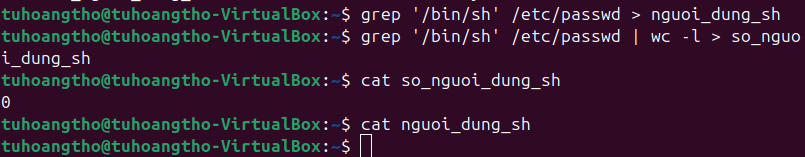 tuhoangtho@tuhoangtho-VirtualBox:~$ grep '/bin/sh' /etc/passwd > nguoi_dung_sh
tuhoangtho@tuhoangtho-VirtualBox:~$ grep '/bin/sh' /etc/passwd | wc -l > so_nguo
i_dung_sh
tuhoangtho@tuhoangtho-VirtualBox:~$ cat so_nguoi_dung_sh
0
tuhoangtho@tuhoangtho-VirtualBox:~$ cat nguoi_dung_sh
tuhoangtho@tuhoangtho-VirtualBox:~$